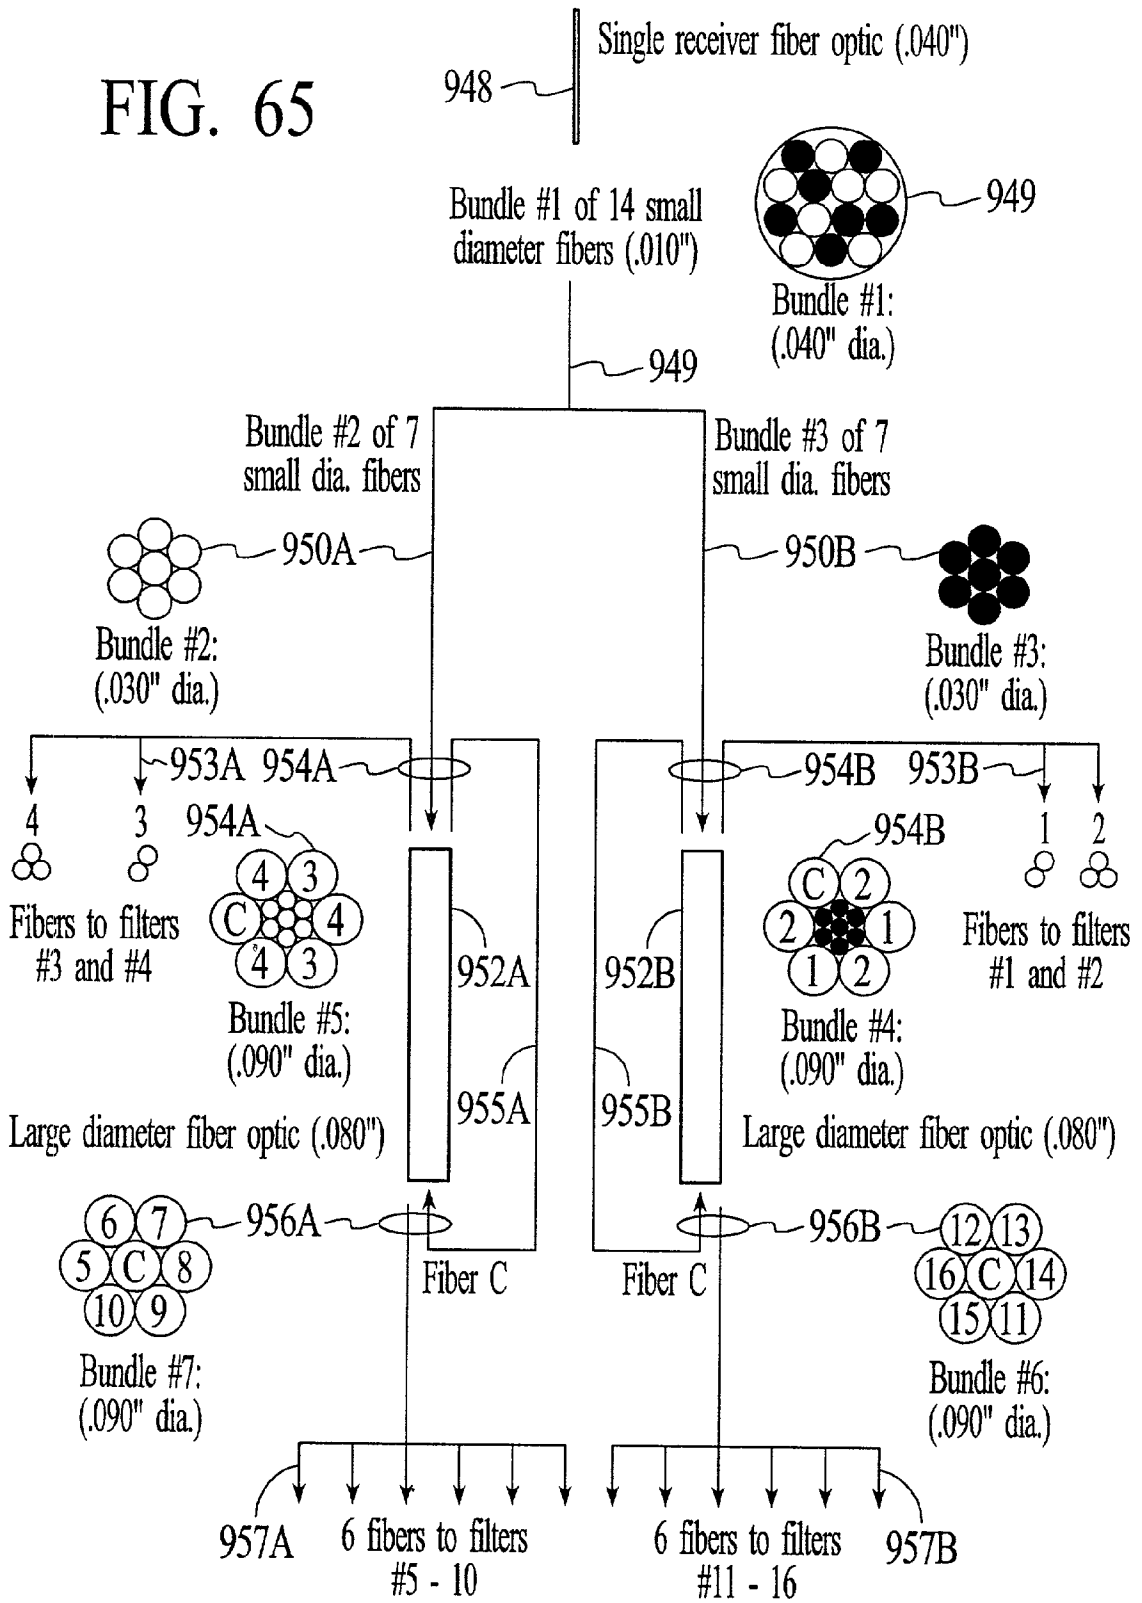 FIG. 65
Single receiver fiber optic (.040")
948
Bundle #1 of 14 small
diameter fibers (.010")
949
Bundle #1:
(.040" dia.)
949
Bundle #2 of 7
small dia. fibers
Bundle #3 of 7
small dia. fibers
950A
950B
Bundle #2:
(.030" dia.)
Bundle #3:
(.030" dia.)
953A
954A
954B
953B
4
3
954A
954B
1
2
4
3
C
4
4
3
C
2
2
1
1
2
Fibers to filters
#3 and #4
Fibers to filters
#1 and #2
952A
952B
Bundle #5:
(.090" dia.)
Bundle #4:
(.090" dia.)
955A
955B
Large diameter fiber optic (.080")
Large diameter fiber optic (.080")
6
7
5
C
8
10
9
956A
956B
12
13
16
C
14
15
11
Fiber C
Fiber C
Bundle #7:
(.090" dia.)
Bundle #6:
(.090" dia.)
957A
6 fibers to filters
#5 - 10
6 fibers to filters
#11 - 16
957B